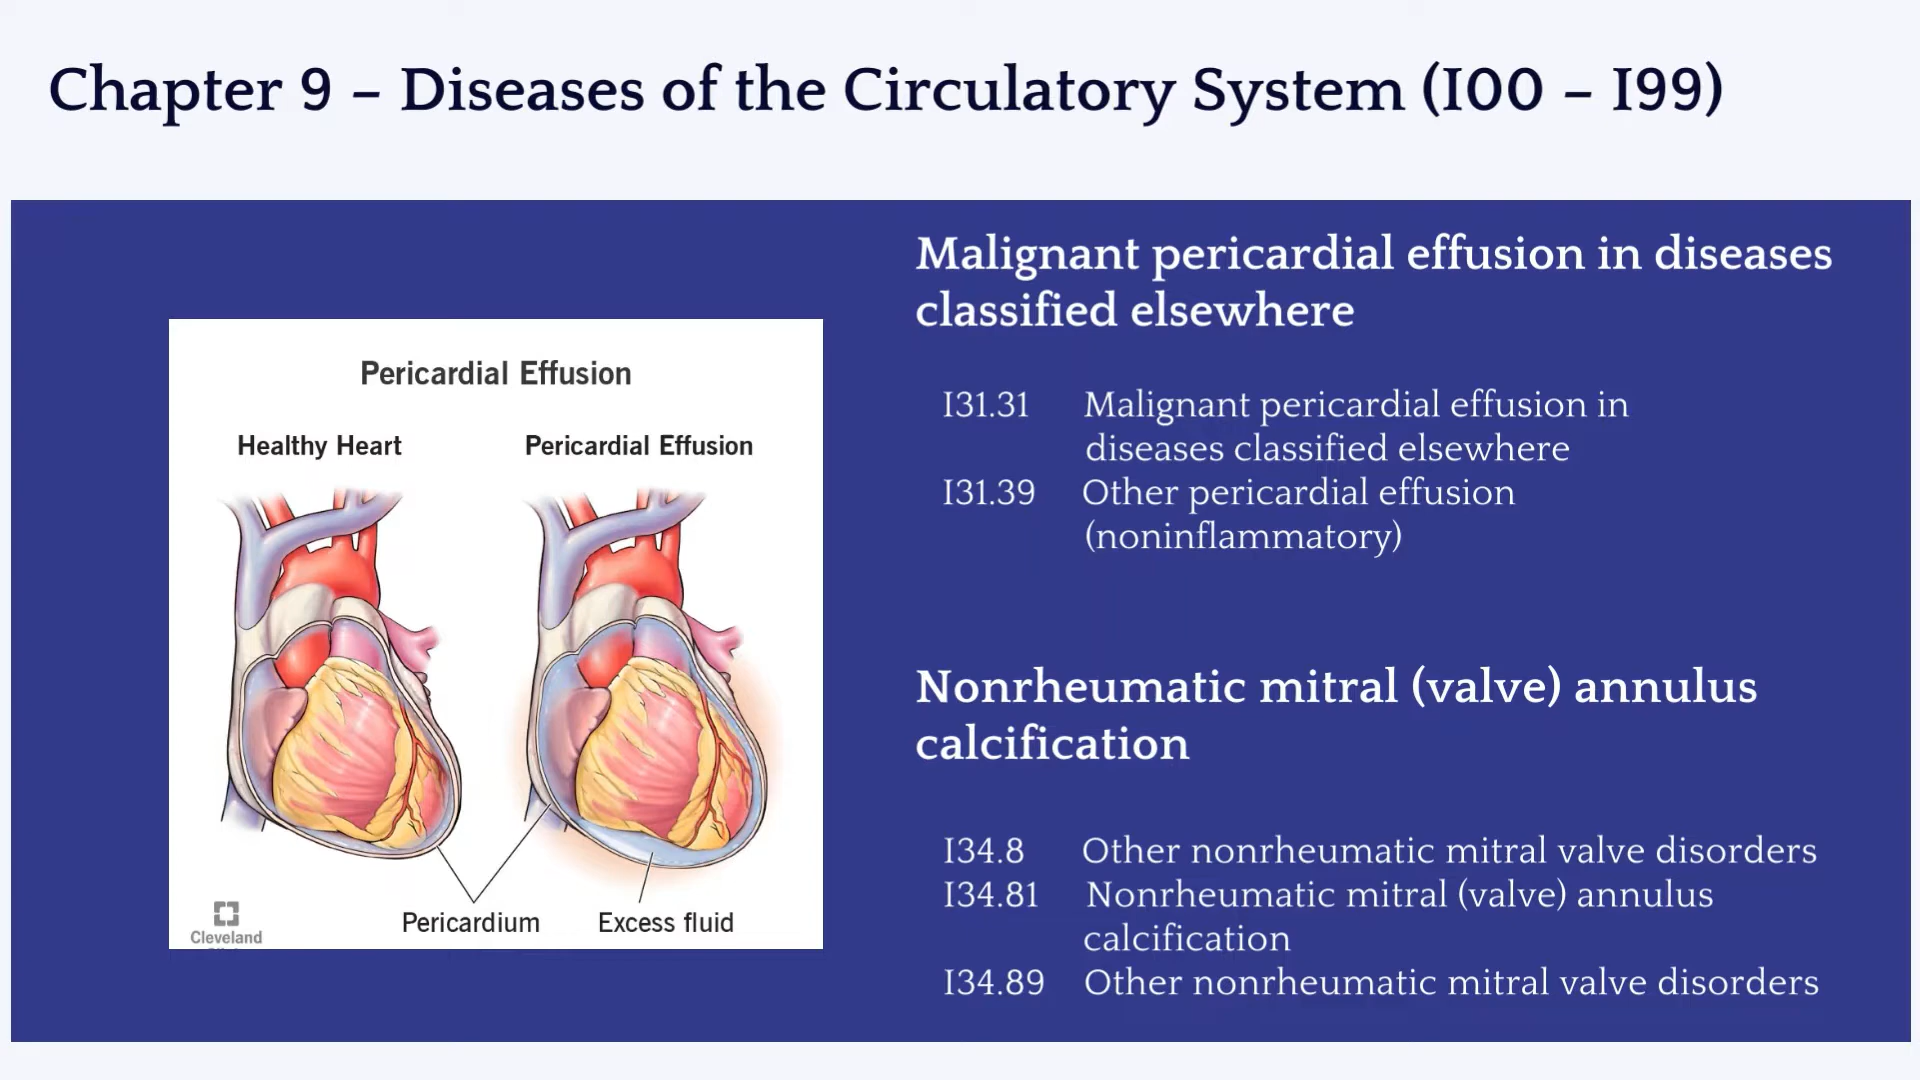 Chapter 9 – Diseases of the Circulatory System (I00 – I99)
Pericardial Effusion
Healthy Heart
Pericardial Effusion
Pericardium
Excess fluid
Cleveland
Malignant pericardial effusion in diseases
classified elsewhere
I31.31 Malignant pericardial effusion in
diseases classified elsewhere
I31.39 Other pericardial effusion
(noninflammatory)
Nonrheumatic mitral (valve) annulus
calcification
I34.8 Other nonrheumatic mitral valve disorders
I34.81 Nonrheumatic mitral (valve) annulus
calcification
I34.89 Other nonrheumatic mitral valve disorders